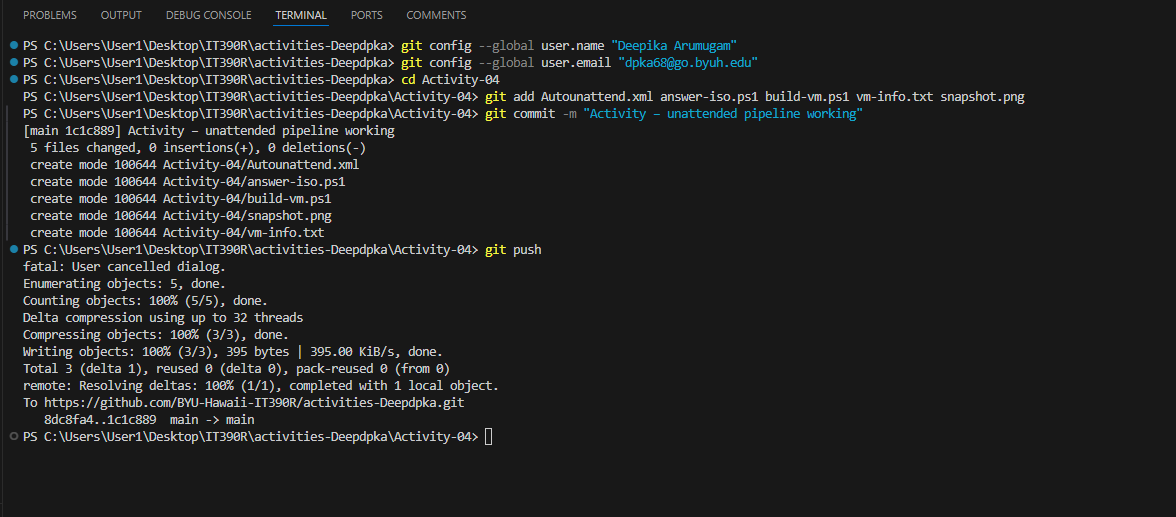 PROBLEMS OUTPUT DEBUG CONSOLE TERMINAL PORTS COMMENTS
PS C:\Users\User1\Desktop\IT390R\activities-Deepdpka> git config --global user.name "Deepika Arumugam"
PS C:\Users\User1\Desktop\IT390R\activities-Deepdpka> git config --global user.email "dpka68@go.byuh.edu"
PS C:\Users\User1\Desktop\IT390R\activities-Deepdpka> cd Activity-04
PS C:\Users\User1\Desktop\IT390R\activities-Deepdpka\Activity-04> git add Autounattend.xml answer-iso.ps1 build-vm.ps1 vm-info.txt snapshot.png
PS C:\Users\User1\Desktop\IT390R\activities-Deepdpka\Activity-04> git commit -m "Activity – unattended pipeline working"
[main 1c1c889] Activity – unattended pipeline working
5 files changed, 0 insertions(+), 0 deletions(-)
create mode 100644 Activity-04/Autounattend.xml
create mode 100644 Activity-04/answer-iso.ps1
create mode 100644 Activity-04/build-vm.ps1
create mode 100644 Activity-04/snapshot.png
create mode 100644 Activity-04/vm-info.txt
PS C:\Users\User1\Desktop\IT390R\activities-Deepdpka\Activity-04> git push
fatal: User cancelled dialog.
Enumerating objects: 5, done.
Counting objects: 100% (5/5), done.
Delta compression using up to 32 threads
Compressing objects: 100% (3/3), done.
Writing objects: 100% (3/3), 395 bytes | 395.00 KiB/s, done.
Total 3 (delta 1), reused 0 (delta 0), pack-reused 0 (from 0)
remote: Resolving deltas: 100% (1/1), completed with 1 local object.
To https://github.com/BYU-Hawaii-IT390R/activities-Deepdpka.git
8dc8fa4..1c1c889  main -> main
PS C:\Users\User1\Desktop\IT390R\activities-Deepdpka\Activity-04>